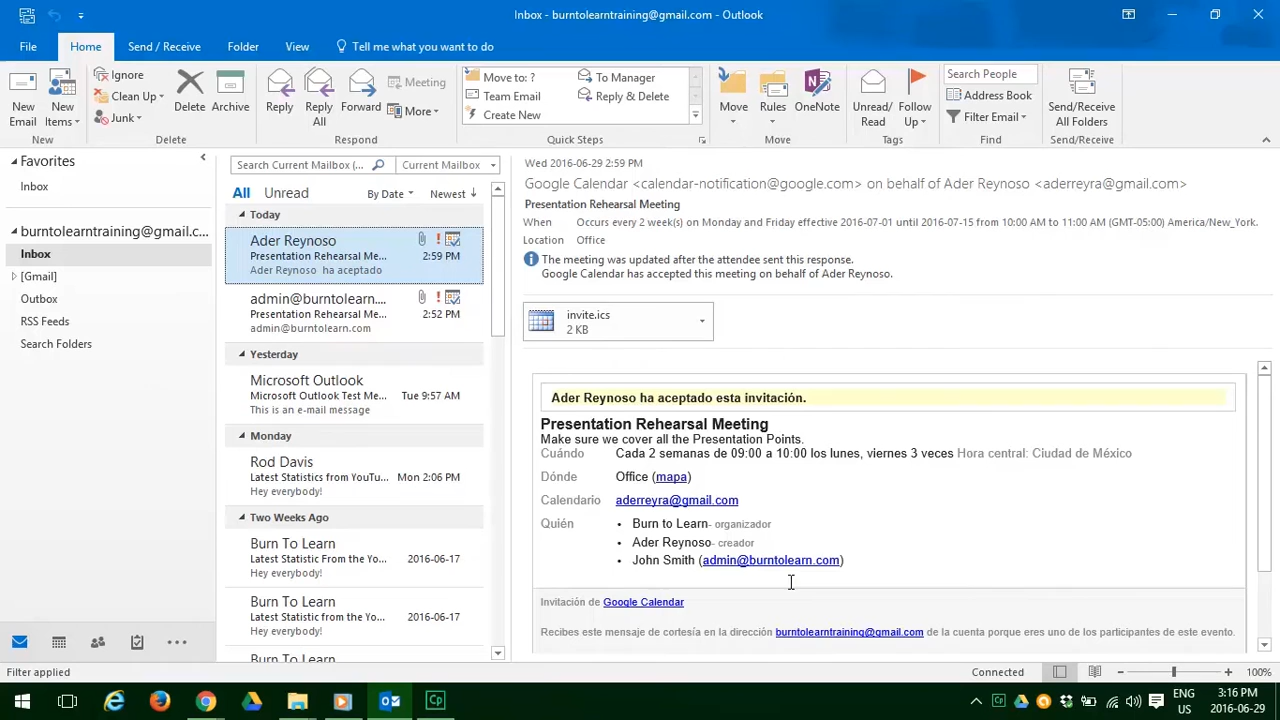 Inbox - burntolearntraining@gmail.com - Outlook
File Home Send / Receive Folder View Tell me what you want to do
New Email
New Items
Ignore
Clean Up
Junk
Delete
Archive
Reply
Reply All
Forward
Meeting
More
Move to: ?
Team Email
Create New
To Manager
Reply & Delete
Move
Rules
OneNote
Unread/ Read
Follow Up
Search People
Address Book
Filter Email
Send/Receive All Folders
New Delete Respond Quick Steps Move Tags Find Send/Receive
Favorites
Inbox
burntolearntraining@gmail.c...
Inbox
[Gmail]
Outbox
RSS Feeds
Search Folders
Search Current Mailbox (... Current Mailbox
All Unread By Date Newest
Today
Ader Reynoso
Presentation Rehearsal Me... 2:59 PM
Ader Reynoso ha aceptado
admin@burntolearn....
Presentation Rehearsal Me... 2:52 PM
admin@burntolearn.com
Yesterday
Microsoft Outlook
Microsoft Outlook Test Me... Tue 9:57 AM
This is an e-mail message
Monday
Rod Davis
Latest Statistics from YouTu... Mon 2:06 PM
Hey everybody!
Two Weeks Ago
Burn To Learn
Latest Statistics From the Yo... 2016-06-17
Hey everybody!
Burn To Learn
Latest Statistics from the Yo... 2016-06-17
Hey everybody!
Burn To Learn
Wed 2016-06-29 2:59 PM
Google Calendar <calendar-notification@google.com> on behalf of Ader Reynoso <aderreyra@gmail.com>
Presentation Rehearsal Meeting
When Occurs every 2 week(s) on Monday and Friday effective 2016-07-01 until 2016-07-15 from 10:00 AM to 11:00 AM (GMT-05:00) America/New_York.
Location Office
The meeting was updated after the attendee sent this response.
Google Calendar has accepted this meeting on behalf of Ader Reynoso.
invite.ics
2 KB
Ader Reynoso ha aceptado esta invitación.
Presentation Rehearsal Meeting
Make sure we cover all the Presentation Points.
Cuándo Cada 2 semanas de 09:00 a 10:00 los lunes, viernes 3 veces Hora central: Ciudad de México
Dónde Office (mapa)
Calendario aderreyra@gmail.com
Quién • Burn to Learn- organizador
• Ader Reynoso- creador
• John Smith (admin@burntolearn.com)
Invitación de Google Calendar
Recibes este mensaje de cortesía en la dirección burntolearntraining@gmail.com de la cuenta porque eres uno de los participantes de este evento.
Filter applied Connected 100%
Cp Cp ENG 3:16 PM
US 2016-06-29